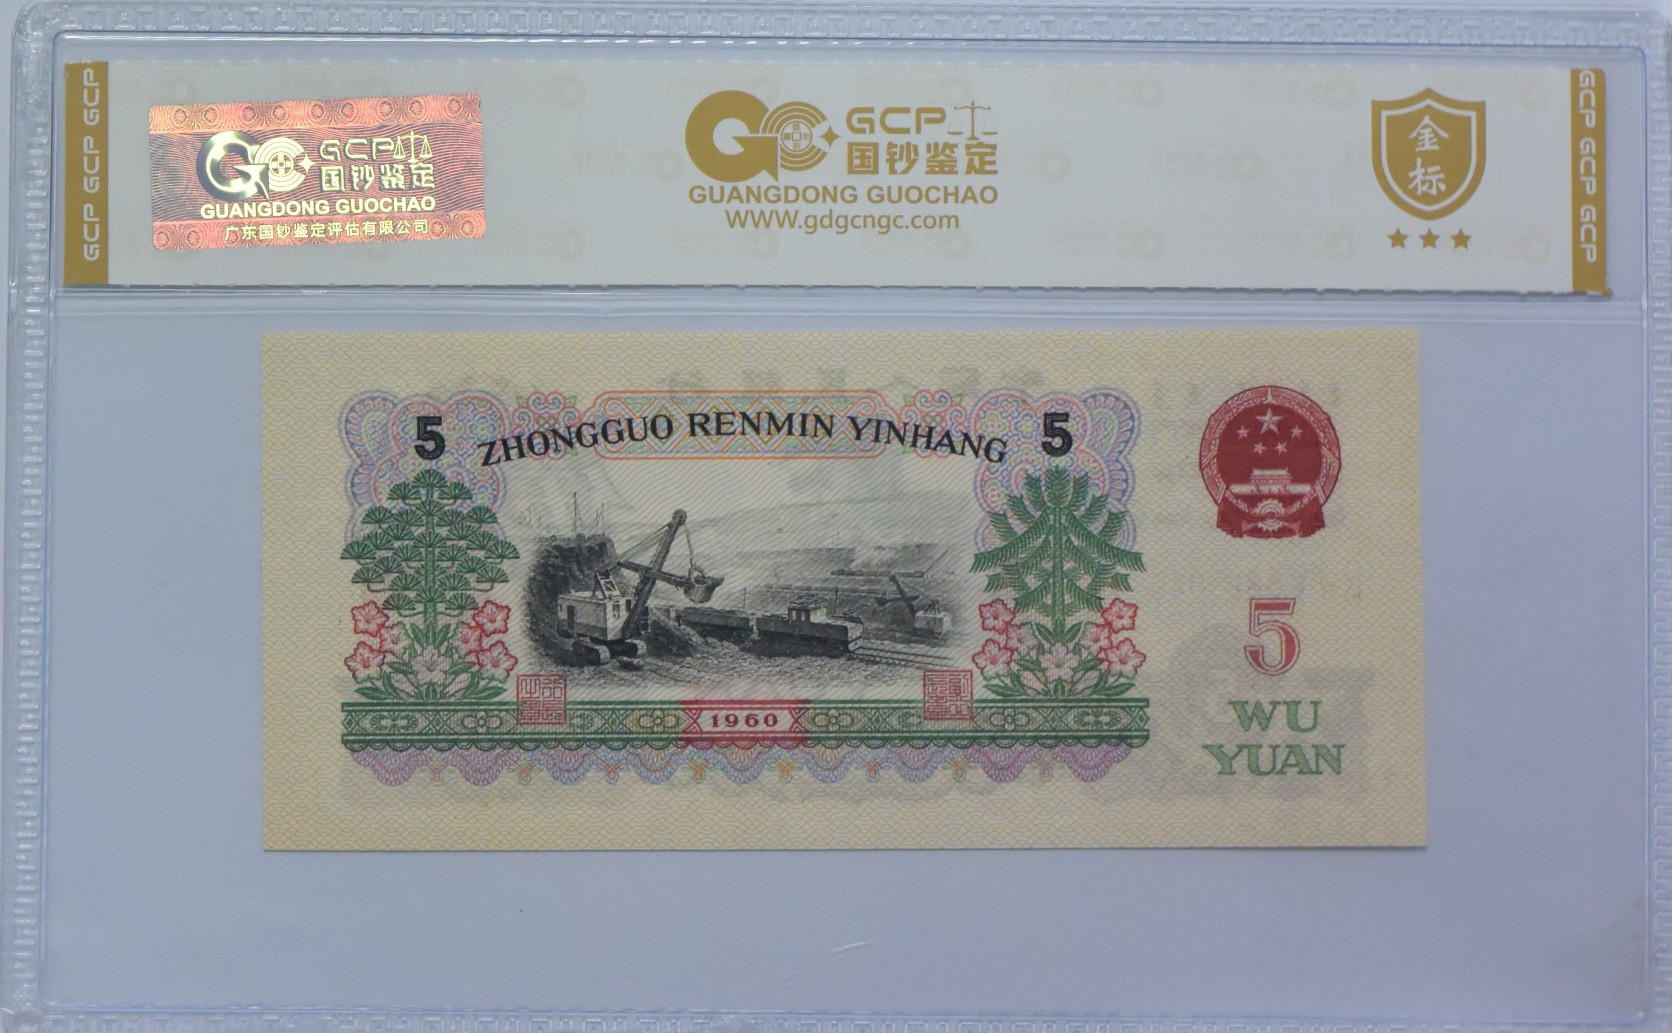 GCP GCP GCP
GCP 国钞鉴定
GUANGDONG GUOCHAO
广东国钞鉴定评估有限公司
GCP
国钞鉴定
GUANGDONG GUOCHAO
WWW.gdgcngc.com
金标
GCP GCP GCP
5 ZHONGGUO RENMIN YINHANG 5
1960
5
WU
YUAN